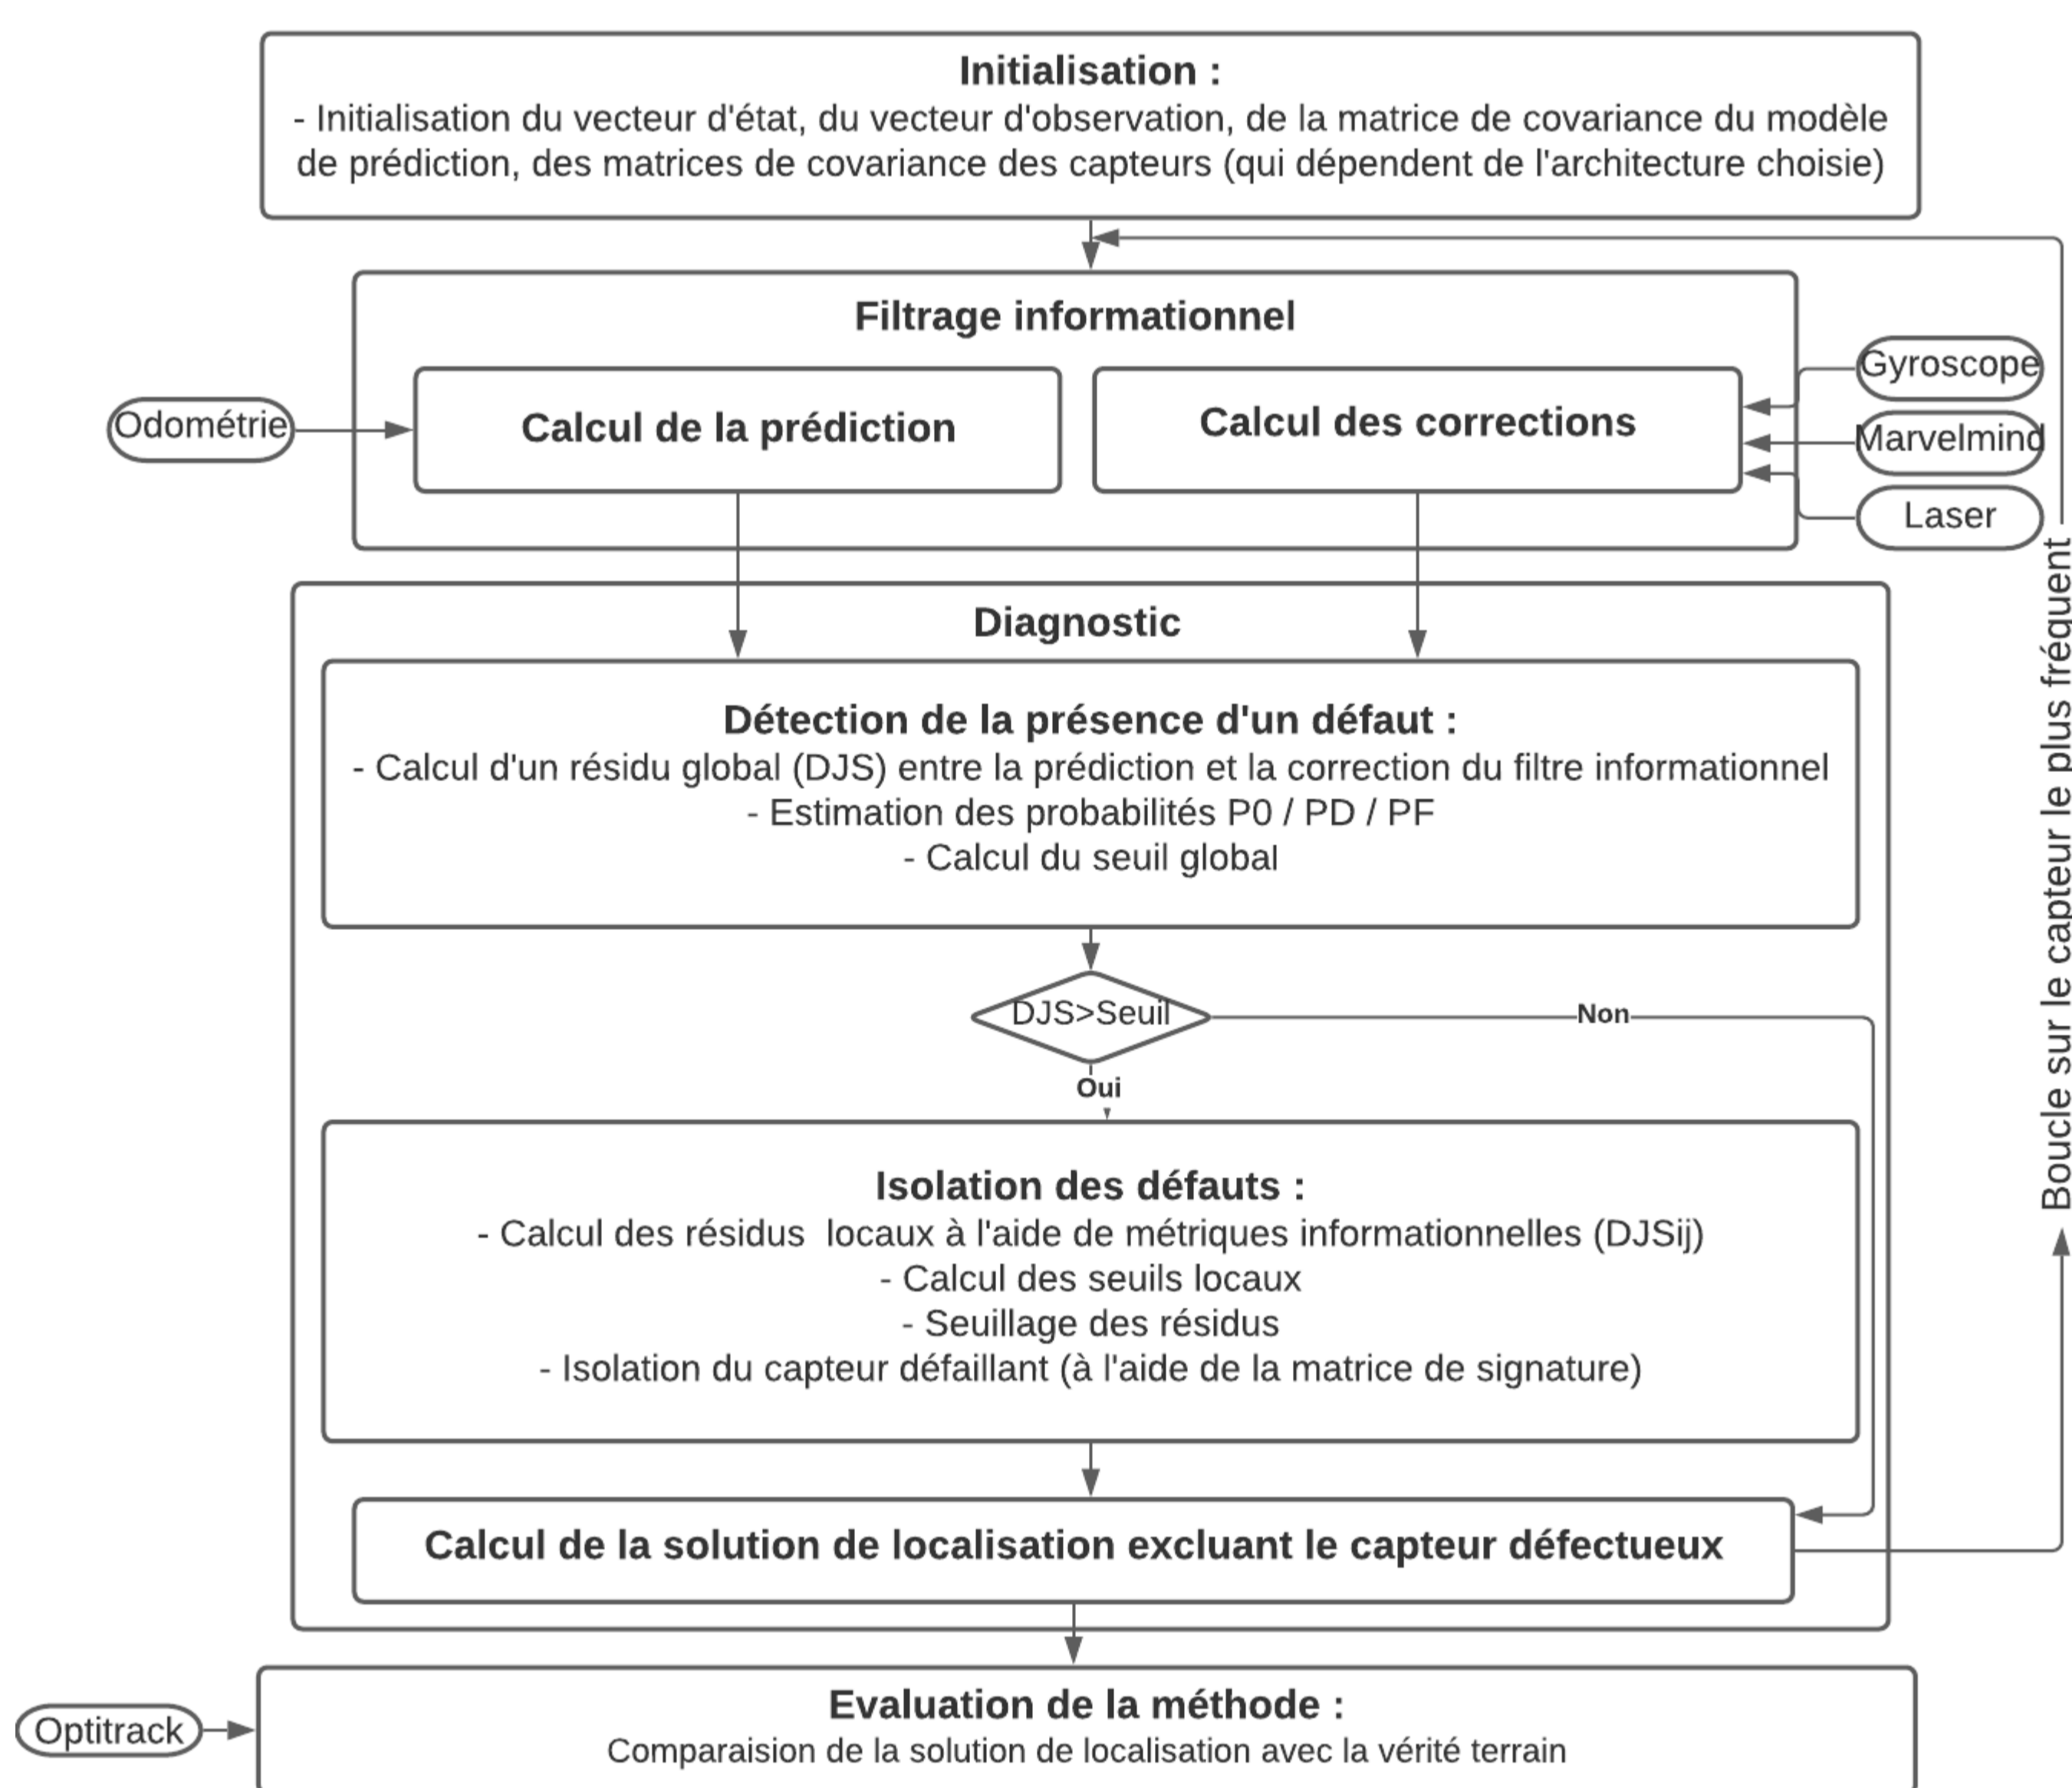 Initialisation :
- Initialisation du vecteur d'état, du vecteur d'observation, de la matrice de covariance du modèle
de prédiction, des matrices de covariance des capteurs (qui dépendent de l'architecture choisie)
Filtrage informationnel
Odométrie
Calcul de la prédiction
Calcul des corrections
Gyroscope
Marvelmind
Laser
Boucle sur le capteur le plus fréquent
Diagnostic
Détection de la présence d'un défaut :
- Calcul d'un résidu global (DJS) entre la prédiction et la correction du filtre informationnel
- Estimation des probabilités P0 / PD / PF
- Calcul du seuil global
DJS>Seuil
Non
Oui
Isolation des défauts :
- Calcul des résidus  locaux à l'aide de métriques informationnelles (DJSij)
- Calcul des seuils locaux
- Seuillage des résidus
- Isolation du capteur défaillant (à l'aide de la matrice de signature)
Calcul de la solution de localisation excluant le capteur défectueux
Optitrack
Evaluation de la méthode :
Comparaision de la solution de localisation avec la vérité terrain